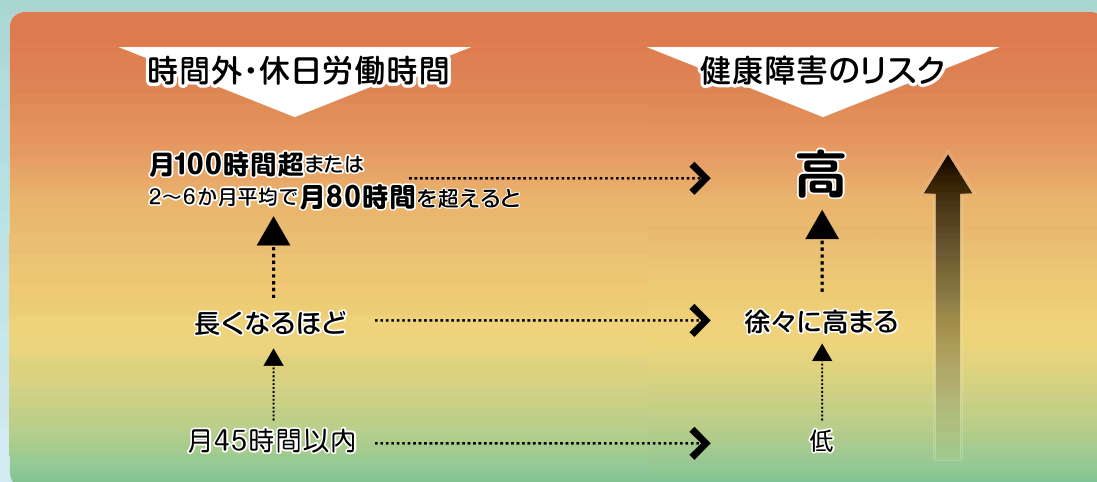 時間外・休日労働時間
健康障害のリスク
月100時間超または
2〜6か月平均で月80時間を超えると
高
長くなるほど
徐々に高まる
月45時間以内
低